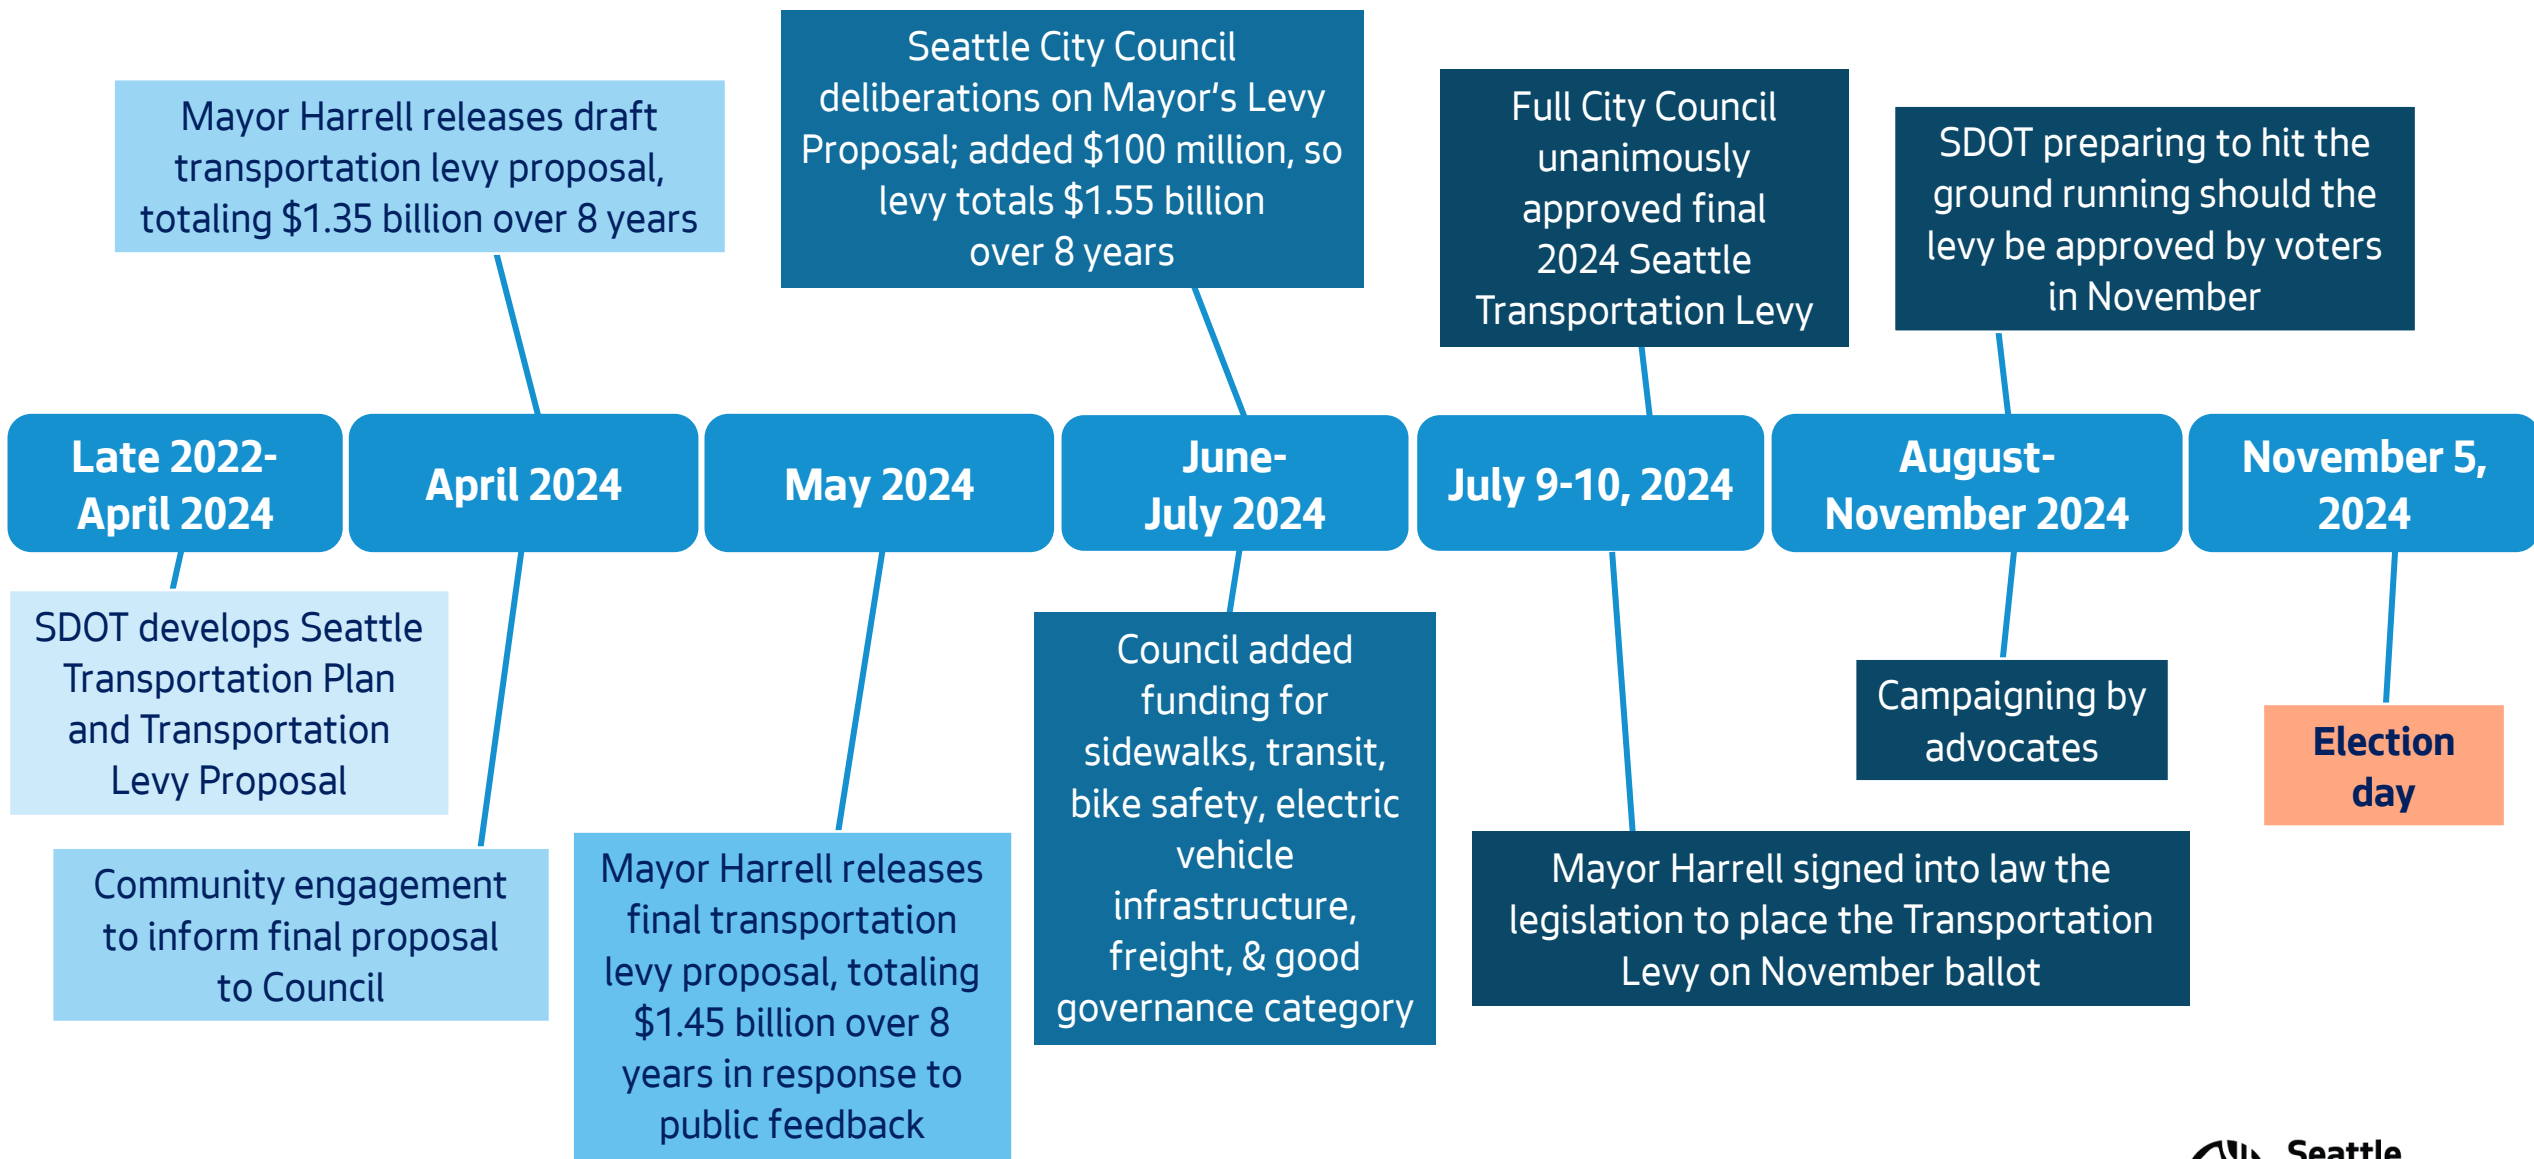 Mayor Harrell releases draft
transportation levy proposal,
totaling $1.35 billion over 8 years
Seattle City Council
deliberations on Mayor's Levy
Proposal; added $100 million, so
levy totals $1.55 billion
over 8 years
Full City Council
unanimously
approved final
2024 Seattle
Transportation Levy
SDOT preparing to hit the
ground running should the
levy be approved by voters
in November
Late 2022-
April 2024
April 2024
May 2024
June-
July 2024
July 9-10, 2024
August-
November 2024
November 5,
2024
SDOT develops Seattle
Transportation Plan
and Transportation
Levy Proposal
Community engagement
to inform final proposal
to Council
Mayor Harrell releases
final transportation
levy proposal, totaling
$1.45 billion over 8
years in response to
public feedback
Council added
funding for
sidewalks, transit,
bike safety, electric
vehicle
infrastructure,
freight, & good
governance category
Mayor Harrell signed into law the
legislation to place the Transportation
Levy on November ballot
Campaigning by
advocates
Election
day
Seattle